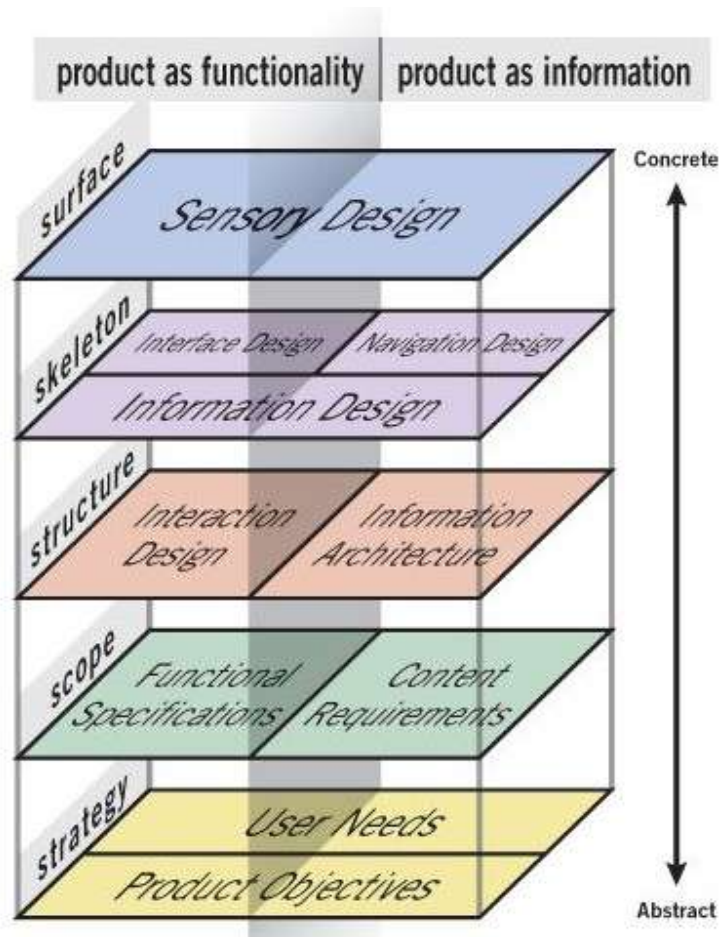 product as functionality
product as information
Concrete
surface
Sensory Design
skeleton
Interface Design
Navigation Design
Information Design
structure
Interaction
Design
Information
Architecture
scope
Functional
Specifications
Content
Requirements
strategy
User Needs
Product Objectives
Abstract